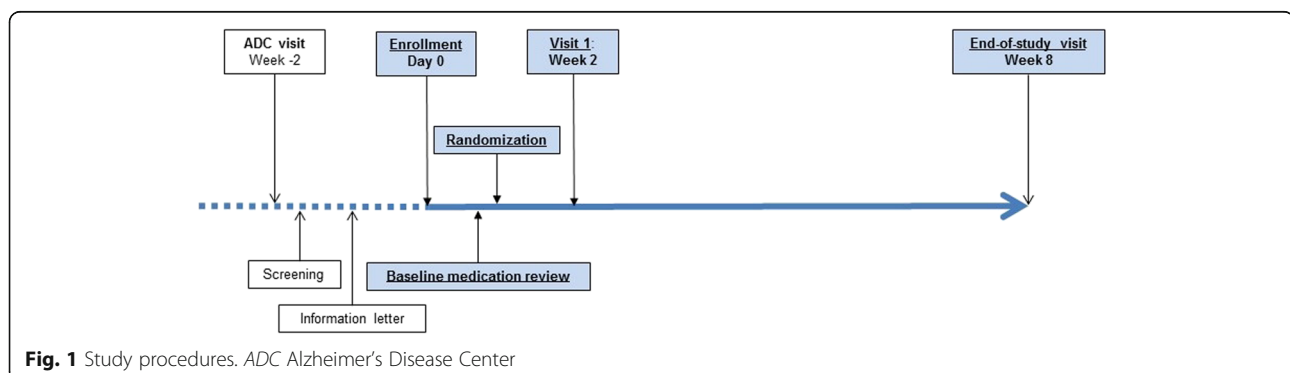 ADC visit
Week -2
Enrollment
Day 0
Visit 1:
Week 2
End-of-study visit
Week 8
Randomization
Screening
Baseline medication review
Information letter
Fig. 1 Study procedures. ADC Alzheimer's Disease Center